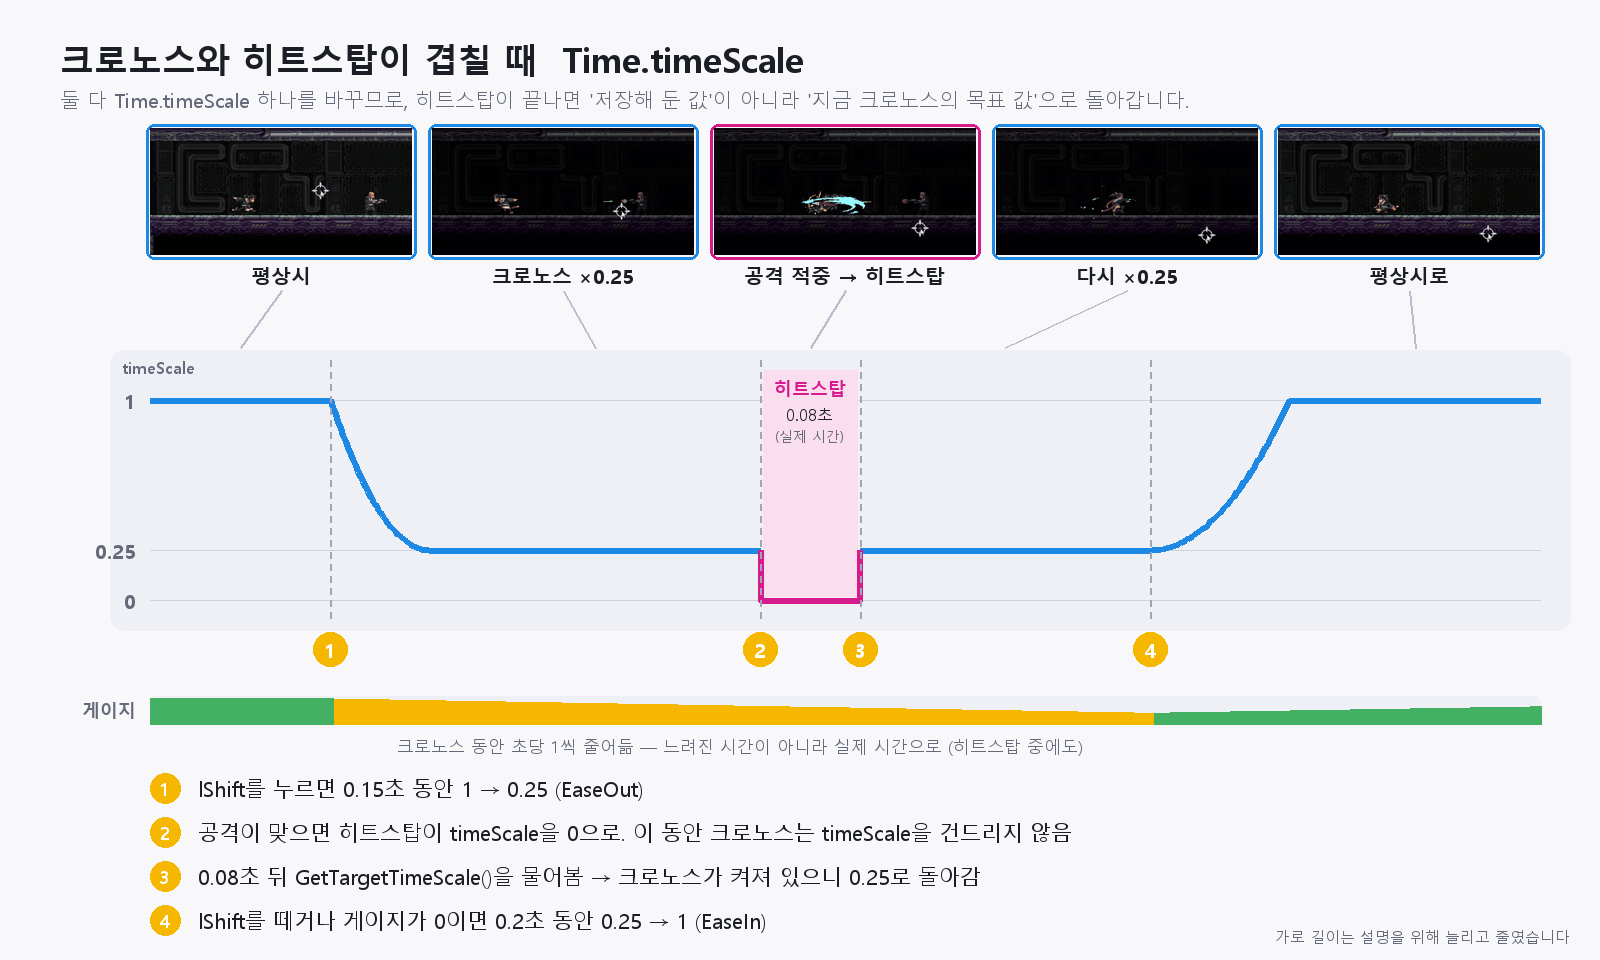 크로노스와 히트스탑이 겹칠 때 Time.timeScale
둘 다 Time.timeScale 하나를 바꾸므로, 히트스탑이 끝나면 '저장해 둔 값'이 아니라 '지금 크로노스의 목표 값'으로 돌아갑니다.
평상시
크로노스 ×0.25
공격 적중 → 히트스탑
다시 ×0.25
평상시로
timeScale
히트스탑
1
0.08초
(실제 시간)
0.25
0
1
2
3
4
게이지
크로노스 동안 초당 1씩 줄어듦 — 느려진 시간이 아니라 실제 시간으로 (히트스탑 중에도)
1 lShift를 누르면 0.15초 동안 1 → 0.25 (EaseOut)
2 공격이 맞으면 히트스탑이 timeScale을 0으로. 이 동안 크로노스는 timeScale을 건드리지 않음
3 0.08초 뒤 GetTargetTimeScale()을 물어봄 → 크로노스가 켜져 있으니 0.25로 돌아감
4 lShift를 떼거나 게이지가 0이면 0.2초 동안 0.25 → 1 (EaseIn)
가로 길이는 설명을 위해 늘리고 줄였습니다